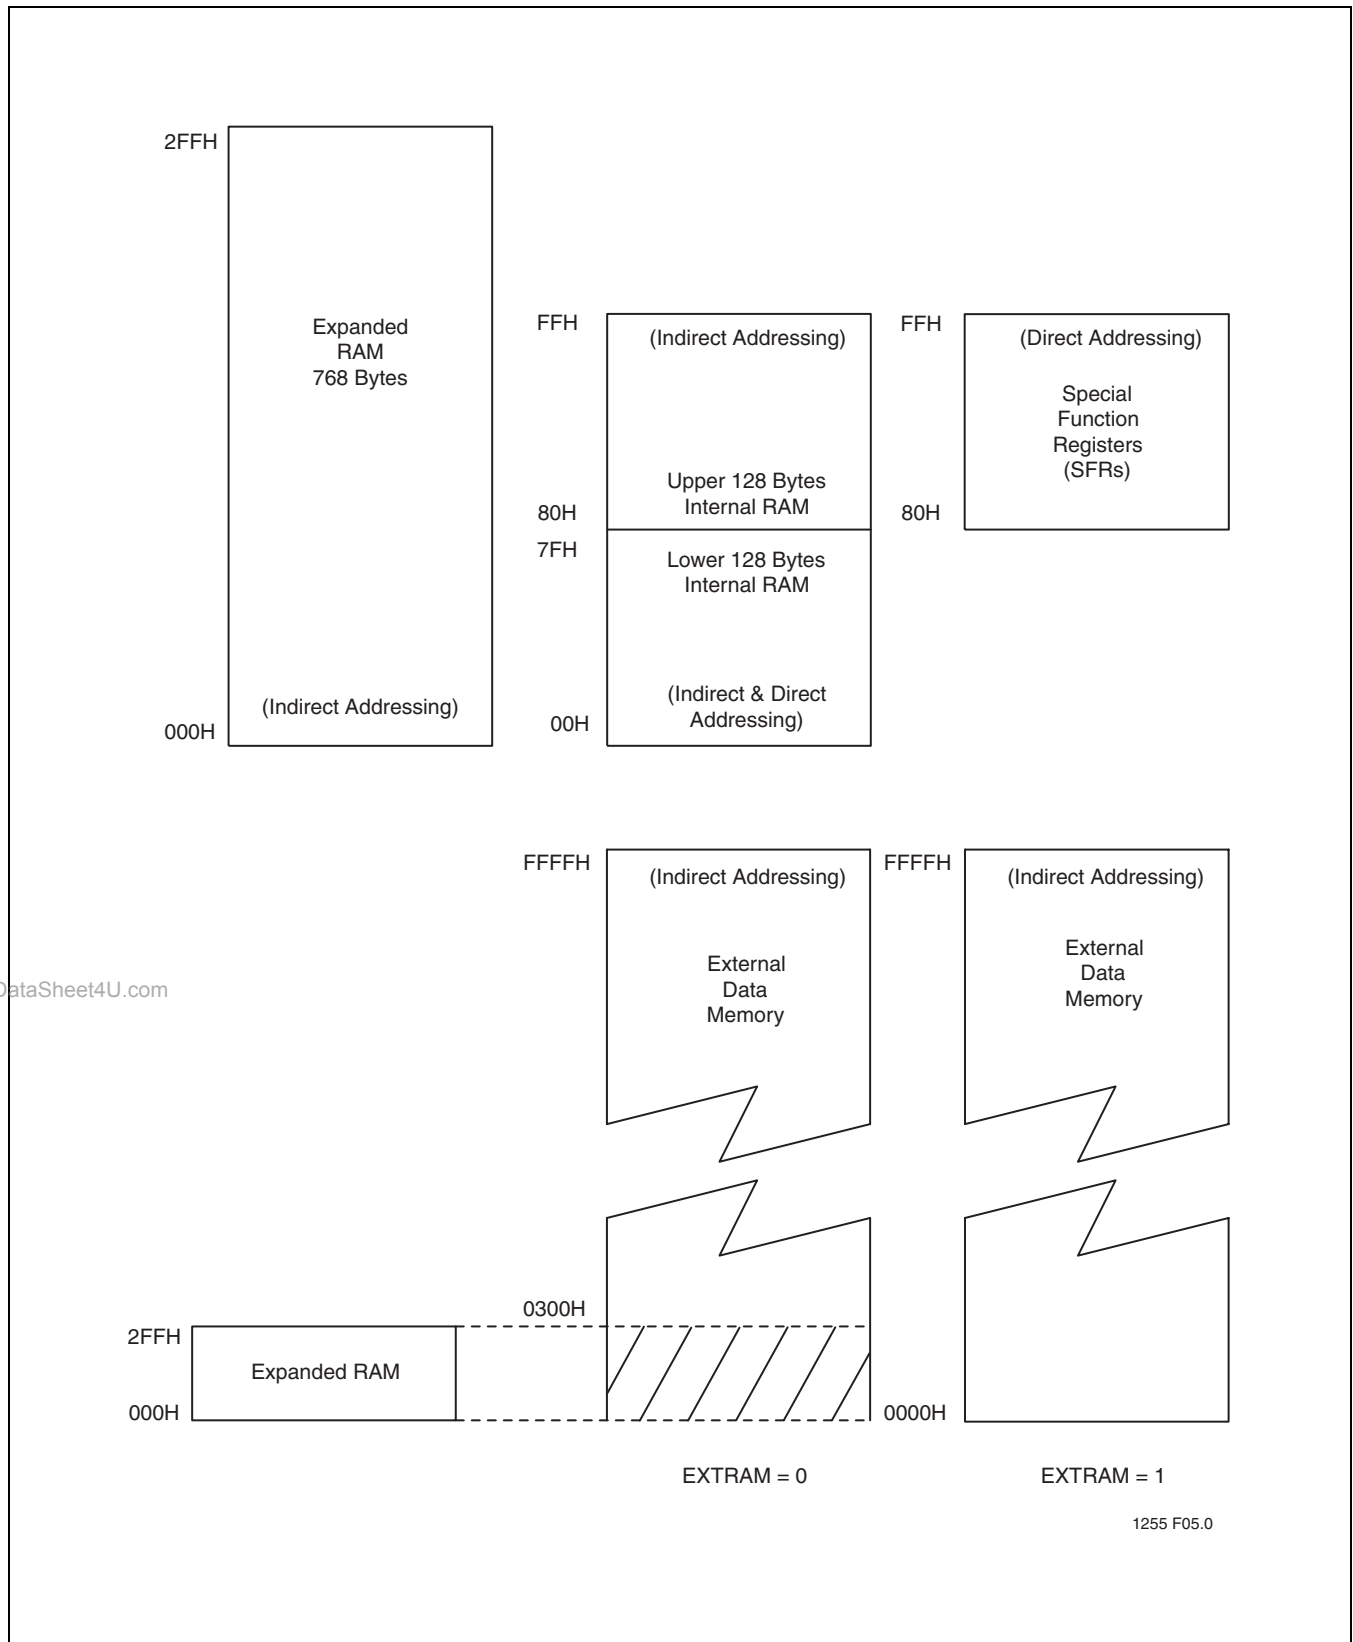 2FFH
Expanded
RAM
768 Bytes
(Indirect Addressing)
000H
FFH
(Indirect Addressing)
Upper 128 Bytes
Internal RAM
80H
7FH
Lower 128 Bytes
Internal RAM
(Indirect & Direct
Addressing)
00H
FFH
(Direct Addressing)
Special
Function
Registers
(SFRs)
80H
FFFFH
(Indirect Addressing)
External
Data
Memory
FFFFH
(Indirect Addressing)
External
Data
Memory
DataSheet4U.com
0300H
2FFH
Expanded RAM
000H
0000H
EXTRAM = 0
EXTRAM = 1
1255 F05.0